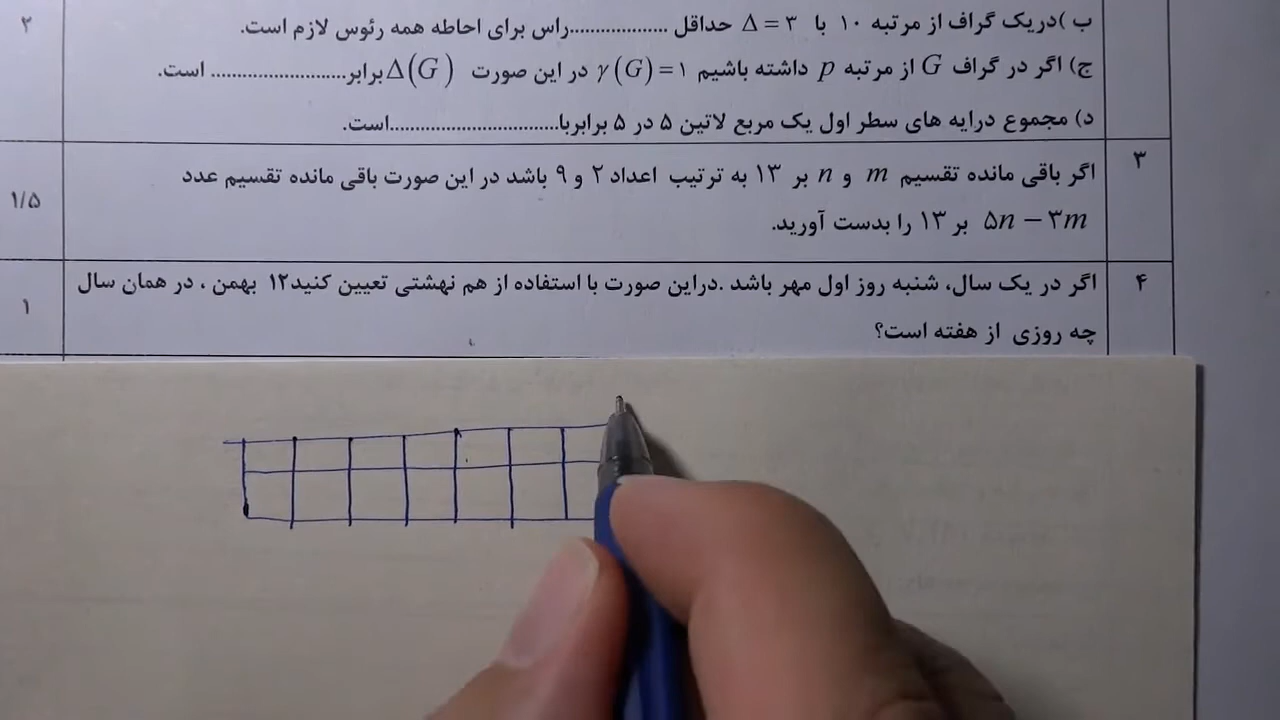 ب )دریک گراف از مرتبه ۱۰ با Δ = ۳ حداقل ...................راس برای احاطه همه رئوس لازم است.
۲
ج) اگر در گراف G از مرتبه p داشته باشیم γ(G) = ۱ در این صورت Δ(G) برابر.......................... است.
د) مجموع درایه های سطر اول یک مربع لاتین ۵ در ۵ برابربا.................................است.
۳
اگر باقی مانده تقسیم m و n بر ۱۳ به ترتیب اعداد ۲ و ۹ باشد در این صورت باقی مانده تقسیم عدد
۱/۵
۵n − ۳m بر ۱۳ را بدست آورید.
۴
اگر در یک سال، شنبه روز اول مهر باشد .دراین صورت با استفاده از هم نهشتی تعیین کنید۱۲ بهمن ، در همان سال
۱
چه روزی از هفته است؟